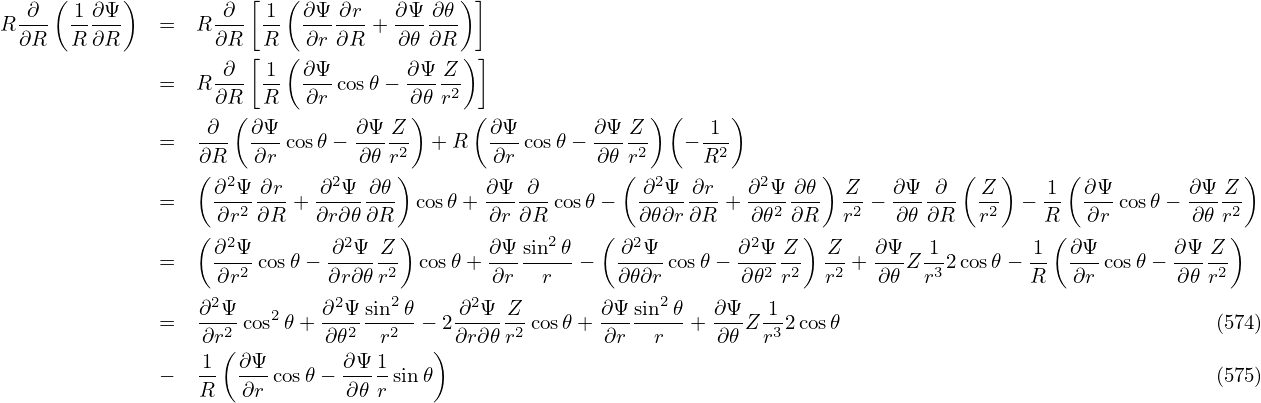 R ∂/∂R (1/R ∂Ψ/∂R) = R ∂/∂R [1/R (∂Ψ/∂r ∂r/∂R + ∂Ψ/∂θ ∂θ/∂R)]
= R ∂/∂R [1/R (∂Ψ/∂r cos θ − ∂Ψ/∂θ Z/r²)]
= ∂/∂R (∂Ψ/∂r cos θ − ∂Ψ/∂θ Z/r²) + R (∂Ψ/∂r cos θ − ∂Ψ/∂θ Z/r²) (−1/R²)
= (∂²Ψ/∂r² ∂r/∂R + ∂²Ψ/∂r∂θ ∂θ/∂R) cos θ + ∂Ψ/∂r ∂/∂R cos θ − (∂²Ψ/∂θ∂r ∂r/∂R + ∂²Ψ/∂θ² ∂θ/∂R) Z/r² − ∂Ψ/∂θ ∂/∂R (Z/r²) − 1/R (∂Ψ/∂r cos θ − ∂Ψ/∂θ Z/r²)
= (∂²Ψ/∂r² cos θ − ∂²Ψ/∂r∂θ Z/r²) cos θ + ∂Ψ/∂r sin² θ/r − (∂²Ψ/∂θ∂r cos θ − ∂²Ψ/∂θ² Z/r²) Z/r² + ∂Ψ/∂θ Z 1/r³ 2 cos θ − 1/R (∂Ψ/∂r cos θ − ∂Ψ/∂θ Z/r²)
= ∂²Ψ/∂r² cos² θ + ∂²Ψ/∂θ² sin² θ/r² − 2 ∂²Ψ/∂r∂θ Z/r² cos θ + ∂Ψ/∂r sin² θ/r + ∂Ψ/∂θ Z 1/r³ 2 cos θ (574)
− 1/R (∂Ψ/∂r cos θ − ∂Ψ/∂θ 1/r sin θ) (575)